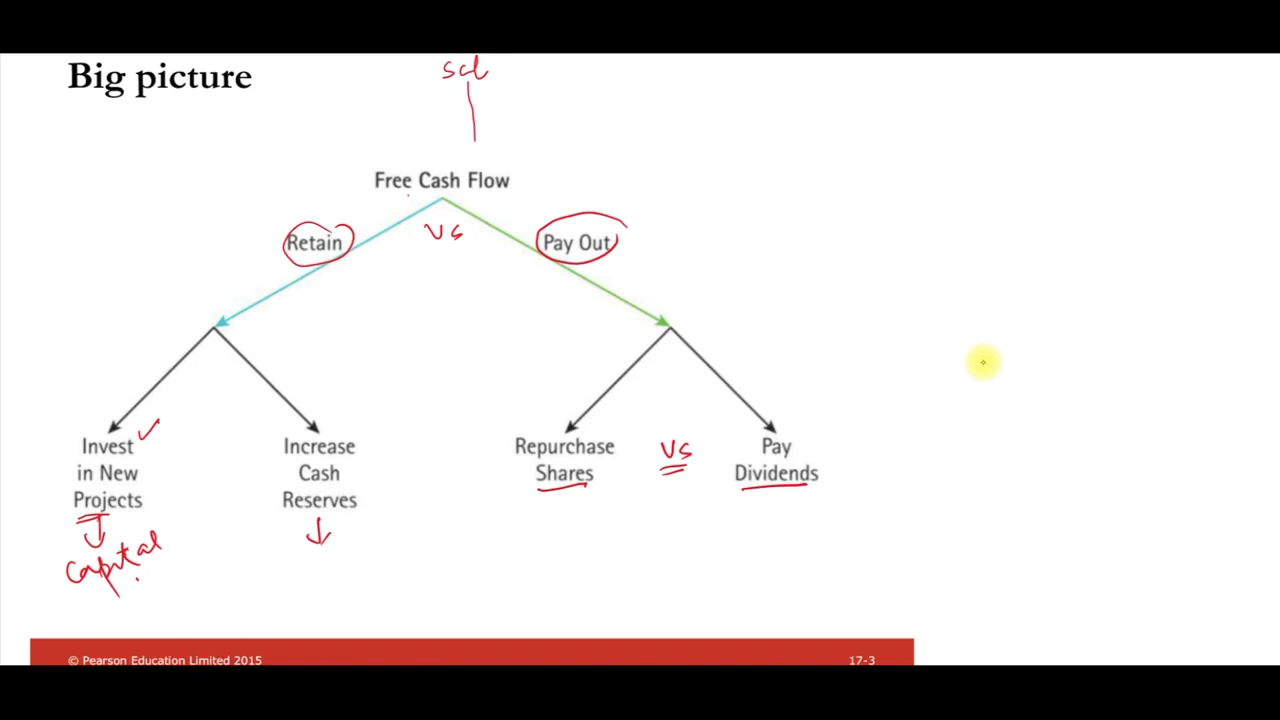 Big picture
Free Cash Flow
Retain
vs
Pay Out
Invest
in New
Projects
Increase
Cash
Reserves
Repurchase
Shares
vs
Pay
Dividends
Capital
© Pearson Education Limited 2015
17-3